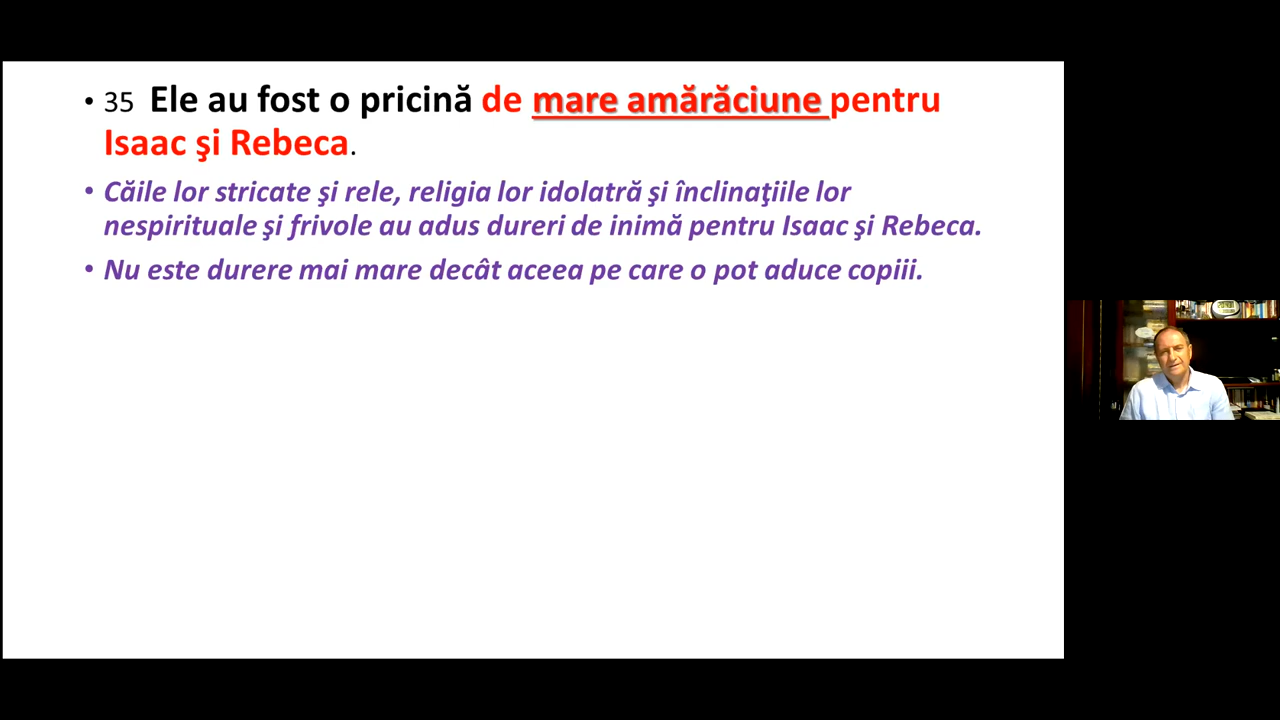 • 35 Ele au fost o pricină de mare amărăciune pentru
Isaac şi Rebeca.
• Căile lor stricate şi rele, religia lor idolatră şi înclinaţiile lor
nespirituale şi frivole au adus dureri de inimă pentru Isaac şi Rebeca.
• Nu este durere mai mare decât aceea pe care o pot aduce copiii.